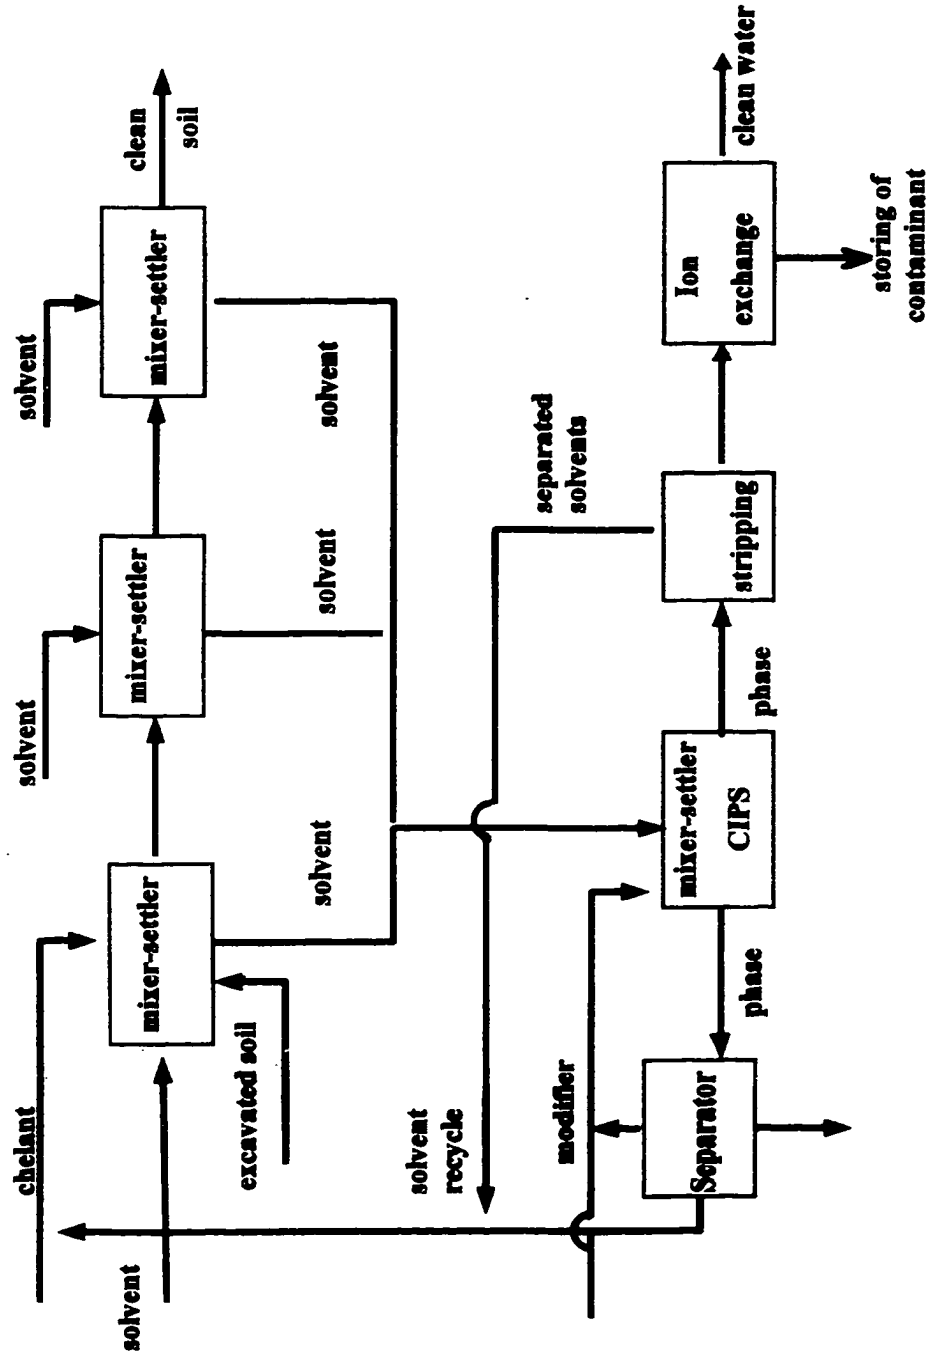 chelant
solvent
solvent
solvent
mixer-settler
mixer-settler
mixer-settler
clean
soil
excavated soil
solvent
solvent
solvent
solvent
recycle
separated
solvents
modifier
Separator
phase
mixer-settler
CIPS
phase
stripping
Ion
exchange
clean water
storing of
contaminant